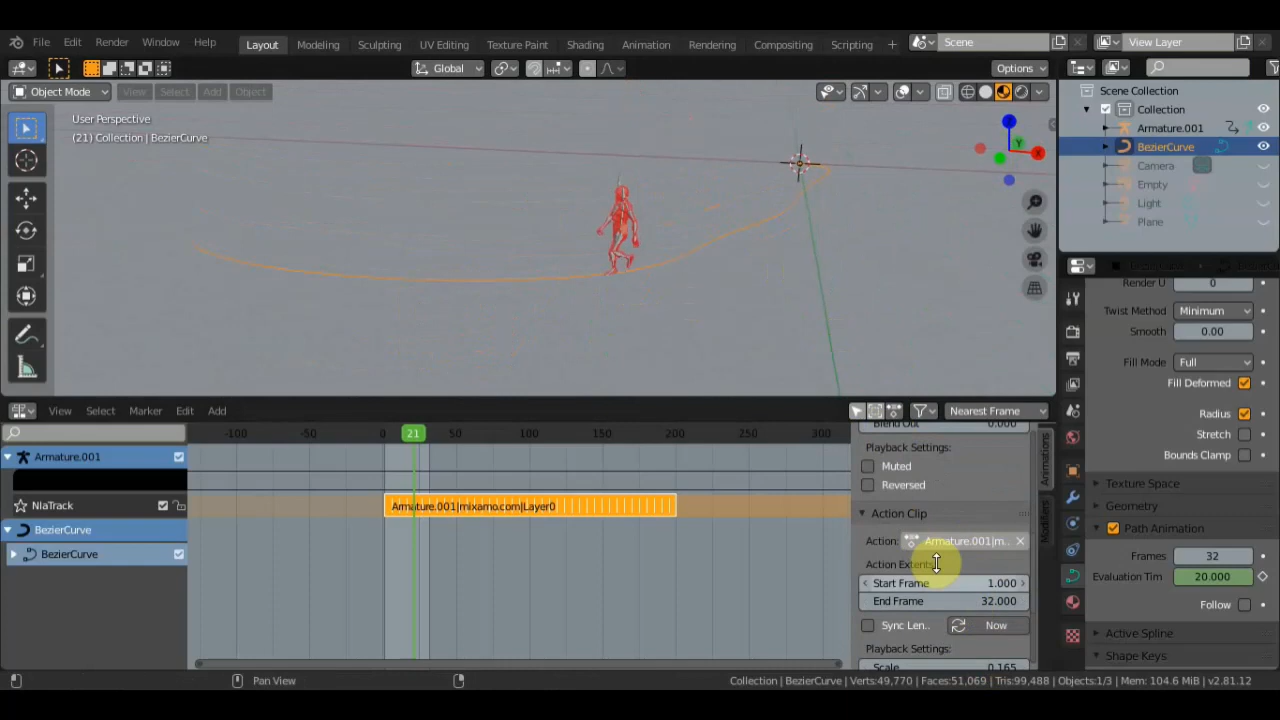 File Edit Render Window Help Layout Modeling Sculpting UV Editing Texture Paint Shading Animation Rendering Compositing Scripting + Scene View Layer
Global Options
Object Mode View Select Add Object
User Perspective
(21) Collection | BezierCurve
Z
Y
X
Scene Collection
Collection
Armature.001
BezierCurve
Camera
Empty
Light
Plane
Render U 0
Twist Method Minimum
Smooth 0.00
Fill Mode Full
Fill Deformed
Radius
Stretch
Bounds Clamp
Texture Space
Geometry
Path Animation
Frames 32
Evaluation Tim 20.000
Follow
Active Spline
Shape Keys
View Select Marker Edit Add Nearest Frame
-100 -50 0 21 50 100 150 200 250 300
Armature.001
NlaTrack
Armature.001|mixamo.com|Layer0
BezierCurve
BezierCurve
Blend Out 0.000
Playback Settings:
Muted
Reversed
Action Clip
Action: Armature.001|m..
Action Extents:
Start Frame 1.000
End Frame 32.000
Sync Len.. Now
Playback Settings:
Scale 0.165
Animations
Modifiers
Pan View
Collection | BezierCurve | Verts:49,770 | Faces:51,069 | Tris:99,488 | Objects:1/3 | Mem: 104.6 MiB | v2.81.12